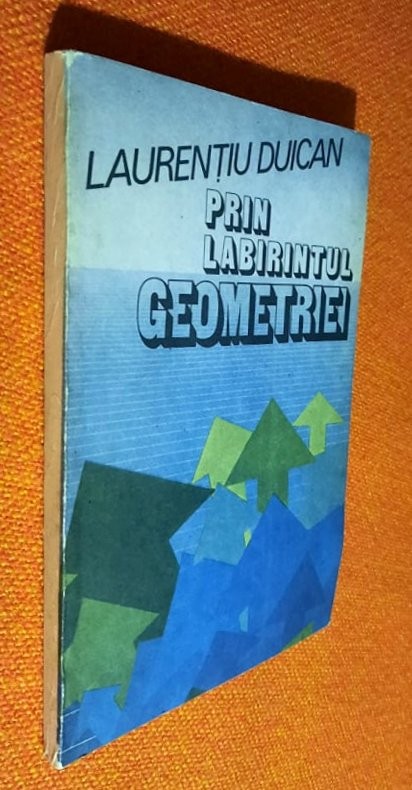 LAURENȚIU DUICAN
PRIN
LABIRINTUL
GEOMETRIEI